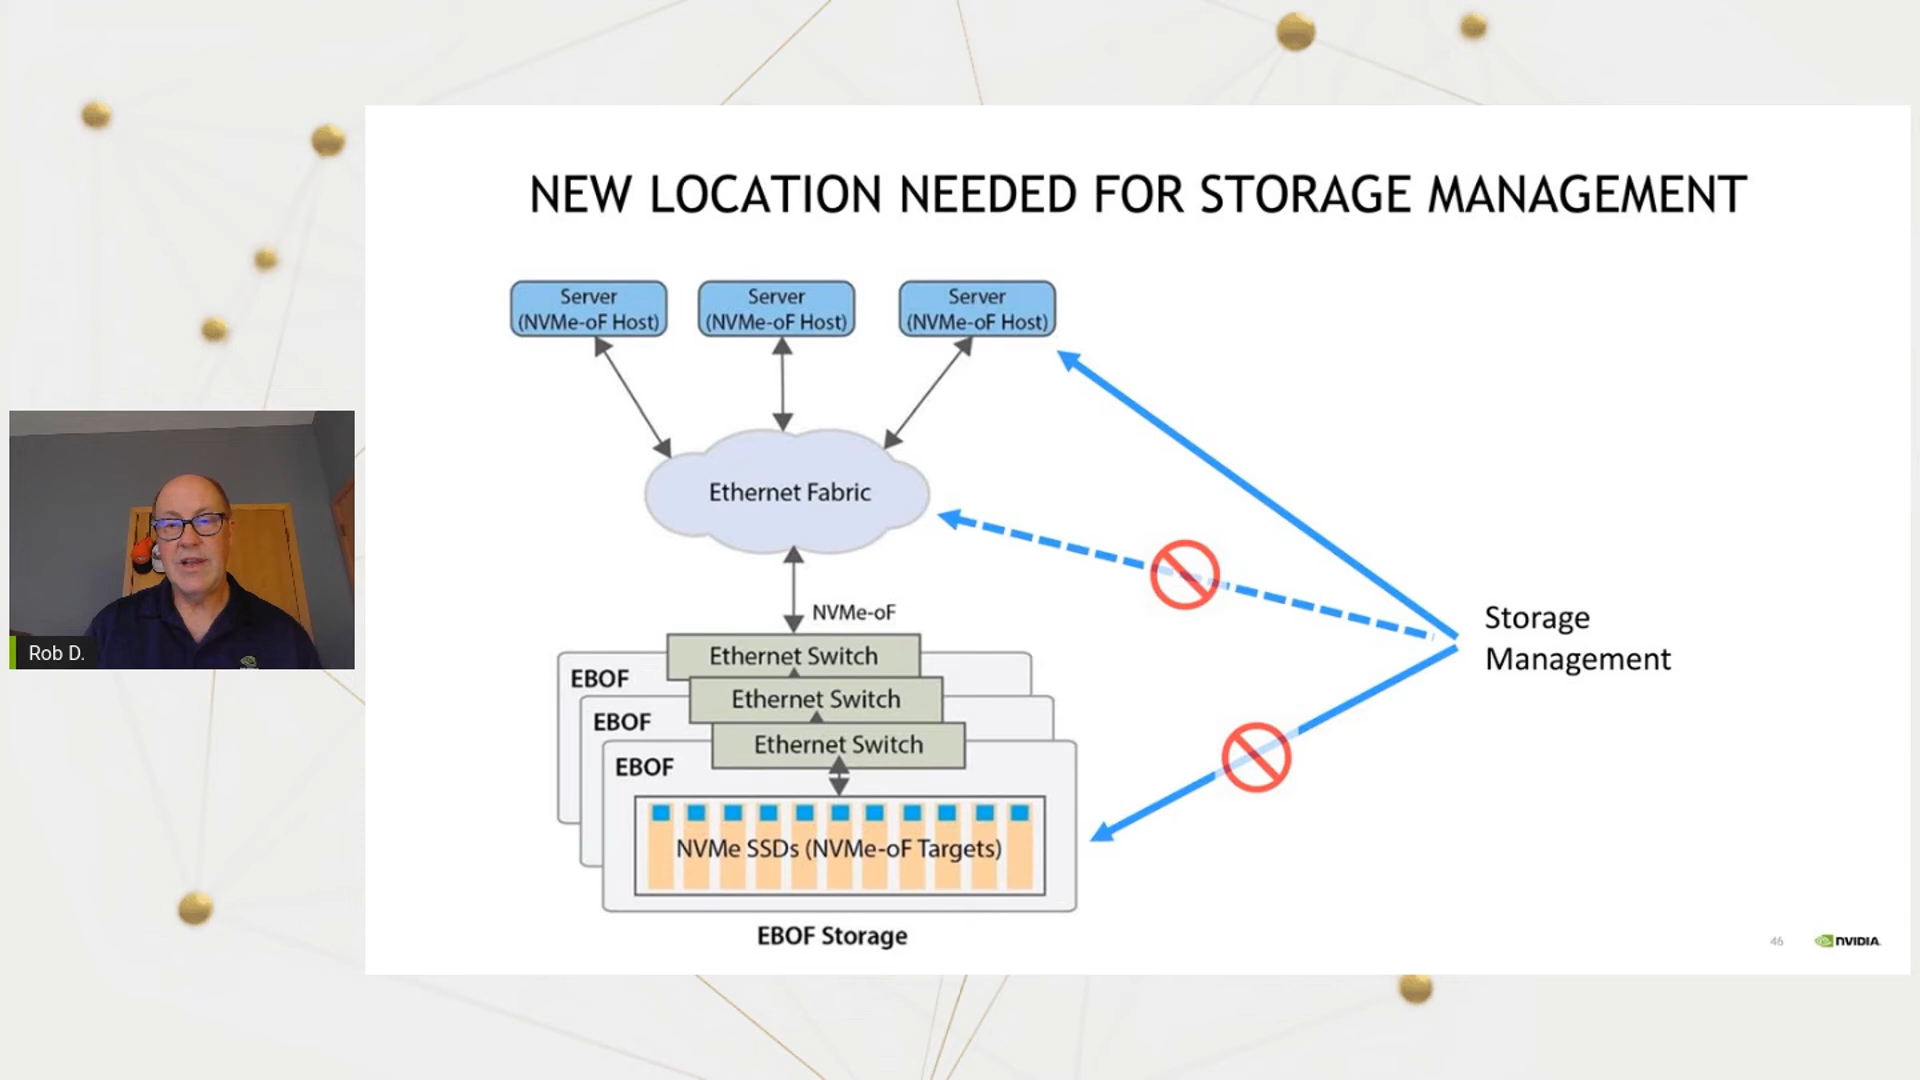 NEW LOCATION NEEDED FOR STORAGE MANAGEMENT
Server
(NVMe-oF Host)
Server
(NVMe-oF Host)
Server
(NVMe-oF Host)
Ethernet Fabric
NVMe-oF
Ethernet Switch
EBOF
Ethernet Switch
EBOF
Ethernet Switch
EBOF
NVMe SSDs (NVMe-oF Targets)
EBOF Storage
Storage
Management
Rob D.
46
NVIDIA